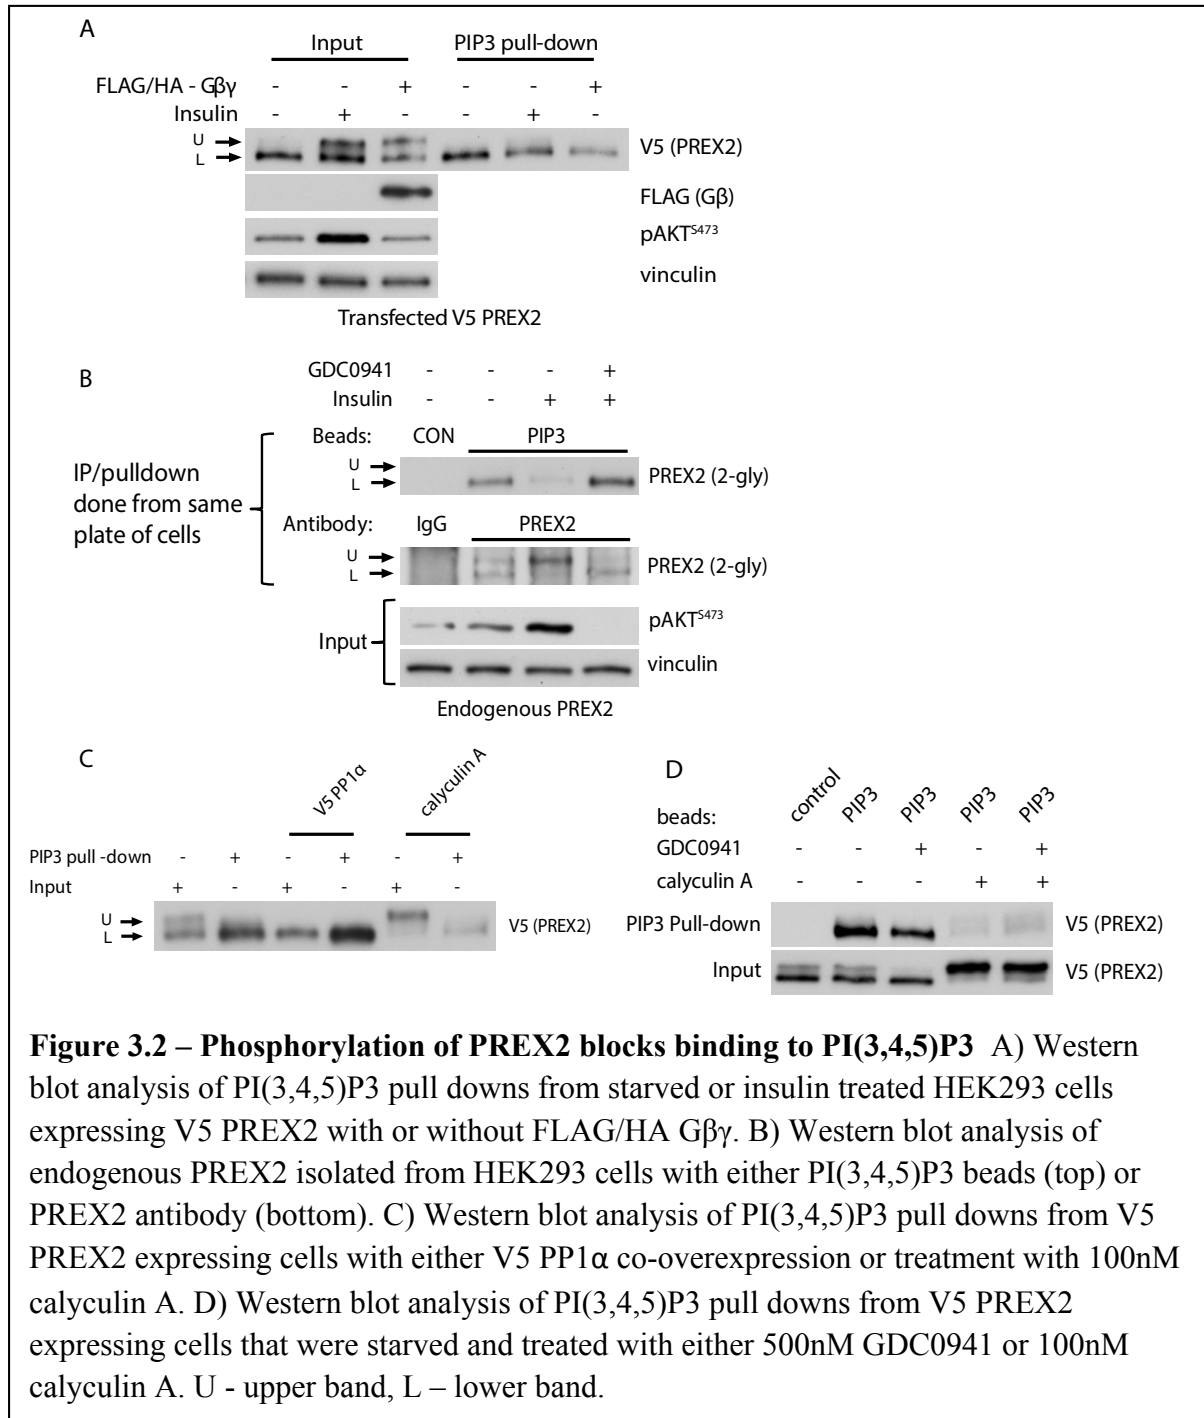 A
Input PIP3 pull-down
FLAG/HA - Gβγ - - + - - +
Insulin - + - - + -
U
L
V5 (PREX2)
FLAG (Gβ)
pAKTS473
vinculin
Transfected V5 PREX2
B
GDC0941 - - - +
Insulin - - + +
Beads: CON PIP3
U
L
PREX2 (2-gly)
IP/pulldown
done from same
plate of cells
Antibody: IgG PREX2
U
L
PREX2 (2-gly)
Input
pAKTS473
vinculin
Endogenous PREX2
C
V5 PP1α calyculin A
PIP3 pull -down - + - + - +
Input + - + - + -
U
L
V5 (PREX2)
D
beads: control PIP3 PIP3 PIP3 PIP3
GDC0941 - - + - +
calyculin A - - - + +
PIP3 Pull-down V5 (PREX2)
Input V5 (PREX2)
Figure 3.2 – Phosphorylation of PREX2 blocks binding to PI(3,4,5)P3 A) Western
blot analysis of PI(3,4,5)P3 pull downs from starved or insulin treated HEK293 cells
expressing V5 PREX2 with or without FLAG/HA Gβγ. B) Western blot analysis of
endogenous PREX2 isolated from HEK293 cells with either PI(3,4,5)P3 beads (top) or
PREX2 antibody (bottom). C) Western blot analysis of PI(3,4,5)P3 pull downs from V5
PREX2 expressing cells with either V5 PP1α co-overexpression or treatment with 100nM
calyculin A. D) Western blot analysis of PI(3,4,5)P3 pull downs from V5 PREX2
expressing cells that were starved and treated with either 500nM GDC0941 or 100nM
calyculin A. U - upper band, L – lower band.